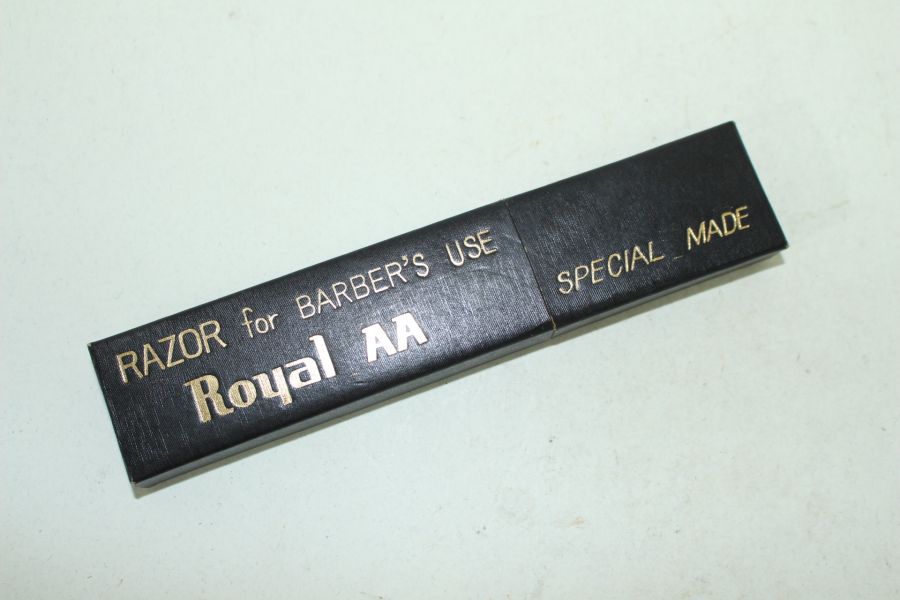 RAZOR for BARBER'S USE
Royal AA
SPECIAL MADE